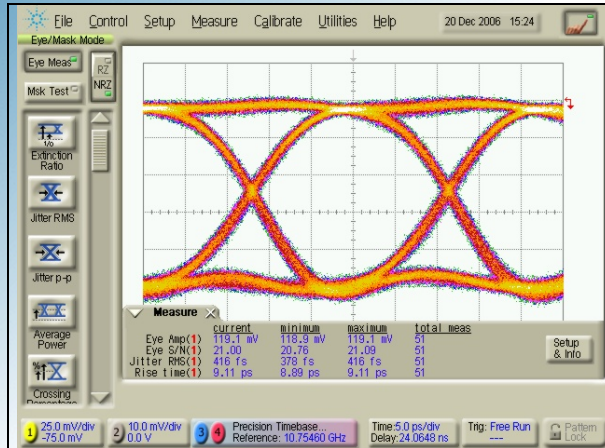 File Control Setup Measure Calibrate Utilities Help 20 Dec 2006 15:24
Eye/Mask Mode
Eye Meas
RZ
NRZ
Msk Test
1/0
Extinction
Ratio
Jitter RMS
Jitter p-p
Average
Power
%
Crossing
Measure
current minimum maximum total meas
Eye Amp(1) 119.1 mV 118.9 mV 119.1 mV 51
Eye S/N(1) 21.00 20.76 21.09 51
Jitter RMS(1) 416 fs 378 fs 416 fs 51
Rise time(1) 9.11 ps 8.89 ps 9.11 ps 51
Setup
& Info
1 25.0 mV/div
-75.0 mV
2 10.0 mV/div
0.0 V
3 4
Precision Timebase...
Reference: 10.75460 GHz
Time:5.0 ps/div
Delay:24.0648 ns
Trig: Free Run
---
Pattern
Lock